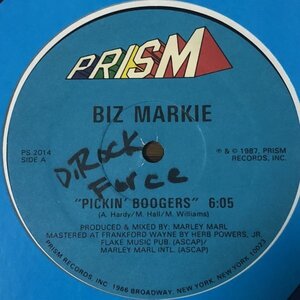 PRISM
BIZ MARKIE
PS 2014
SIDE A
℗ & © 1987, PRISM
RECORDS, INC.
D. Rock
Force
"PICKIN' BOOGERS" 6:05
(A. Hardy/M. Hall/M. Williams)
PRODUCED & MIXED BY: MARLEY MARL
MASTERED AT FRANKFORD WAYNE BY HERB POWERS, JR.
FLAKE MUSIC PUB. (ASCAP)/
MARLEY MARL INTL. (ASCAP)
PRISM RECORDS INC. 1966 BROADWAY, NEW YORK, NEW YORK 10023